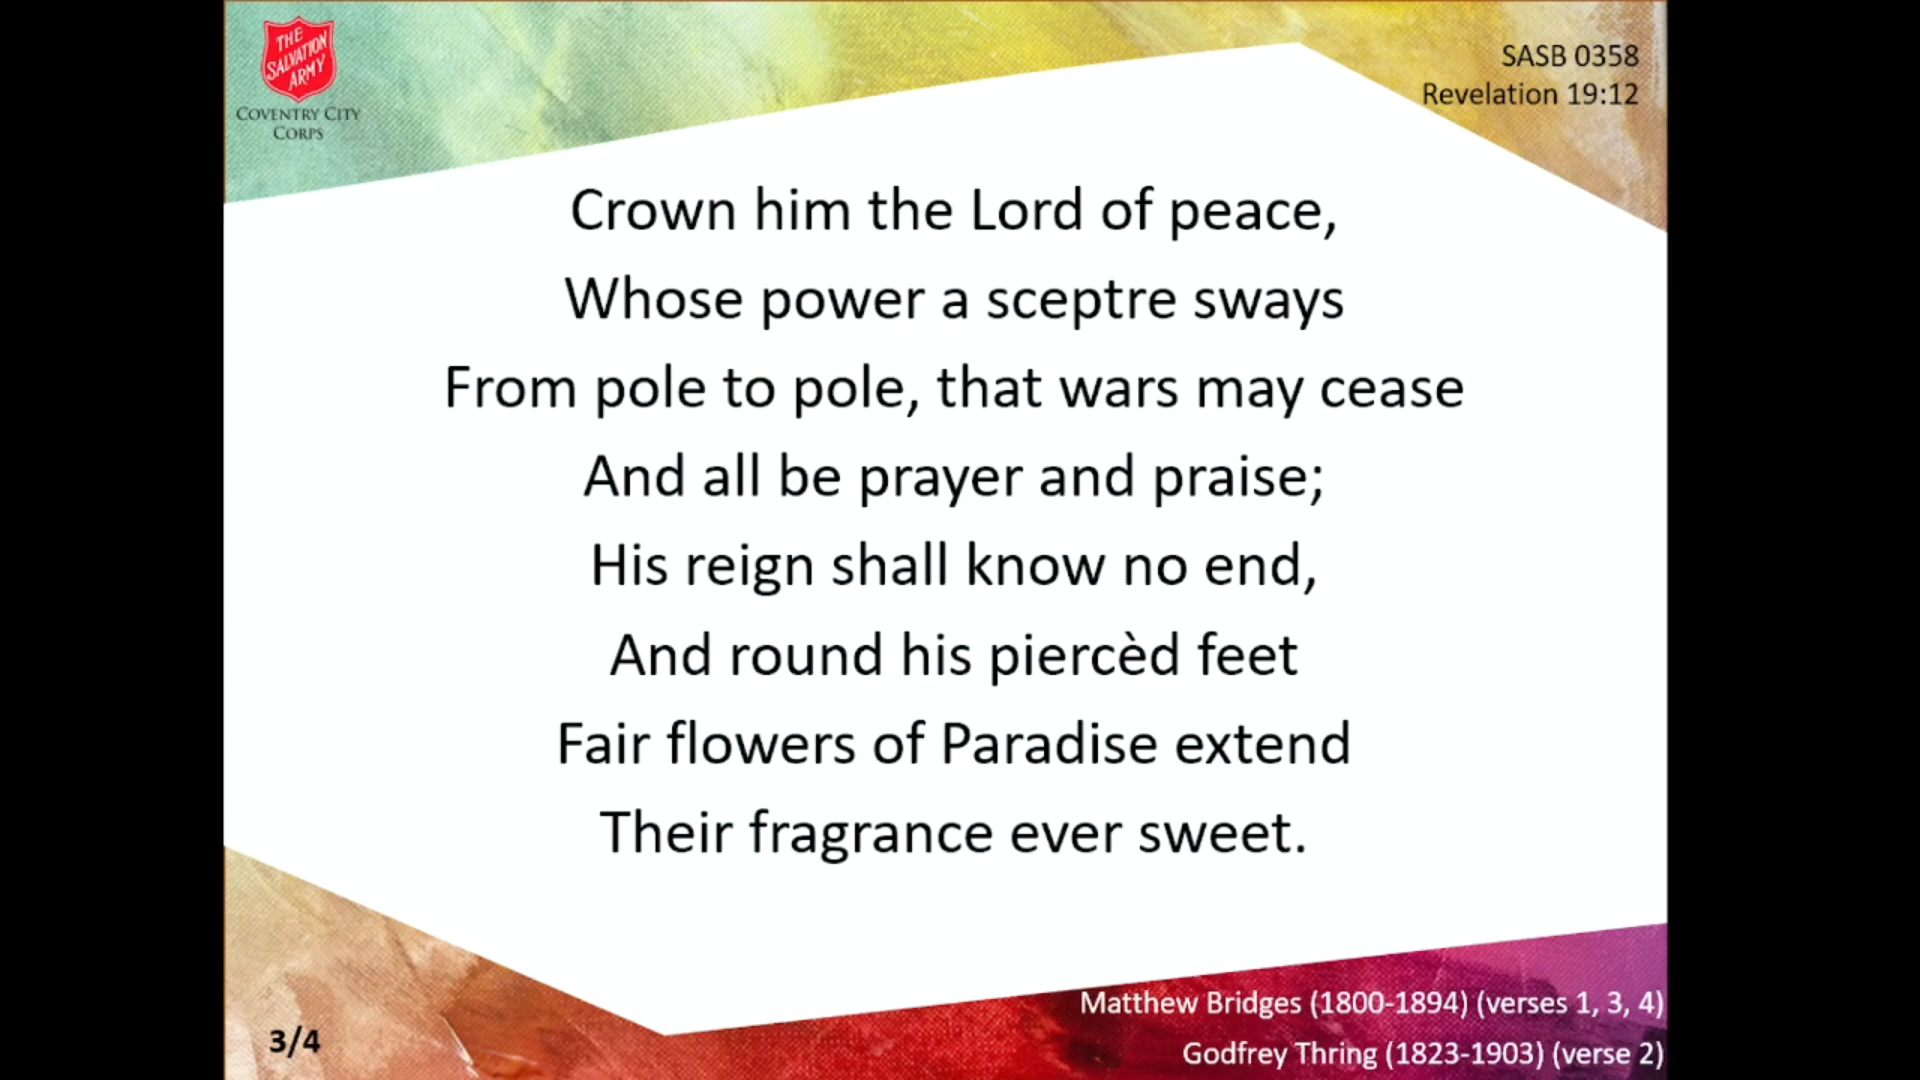 THE
SALVATION
ARMY
COVENTRY CITY
CORPS
SASB 0358
Revelation 19:12
Crown him the Lord of peace,
Whose power a sceptre sways
From pole to pole, that wars may cease
And all be prayer and praise;
His reign shall know no end,
And round his piercèd feet
Fair flowers of Paradise extend
Their fragrance ever sweet.
3/4
Matthew Bridges (1800-1894) (verses 1, 3, 4)
Godfrey Thring (1823-1903) (verse 2)